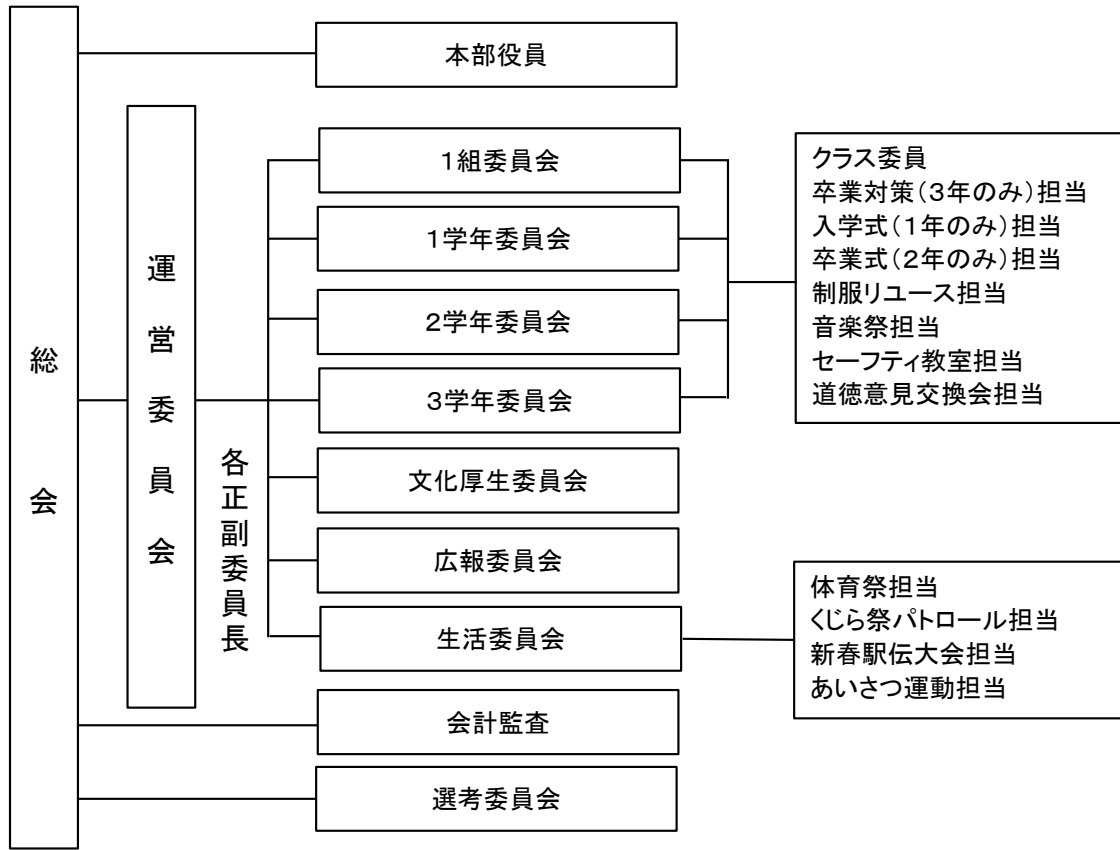 総会
運営委員会
各正副委員長
本部役員
1組委員会
1学年委員会
2学年委員会
3学年委員会
文化厚生委員会
広報委員会
生活委員会
会計監査
選考委員会
クラス委員
卒業対策(3年のみ)担当
入学式(1年のみ)担当
卒業式(2年のみ)担当
制服リユース担当
音楽祭担当
セーフティ教室担当
道徳意見交換会担当
体育祭担当
くじら祭パトロール担当
新春駅伝大会担当
あいさつ運動担当